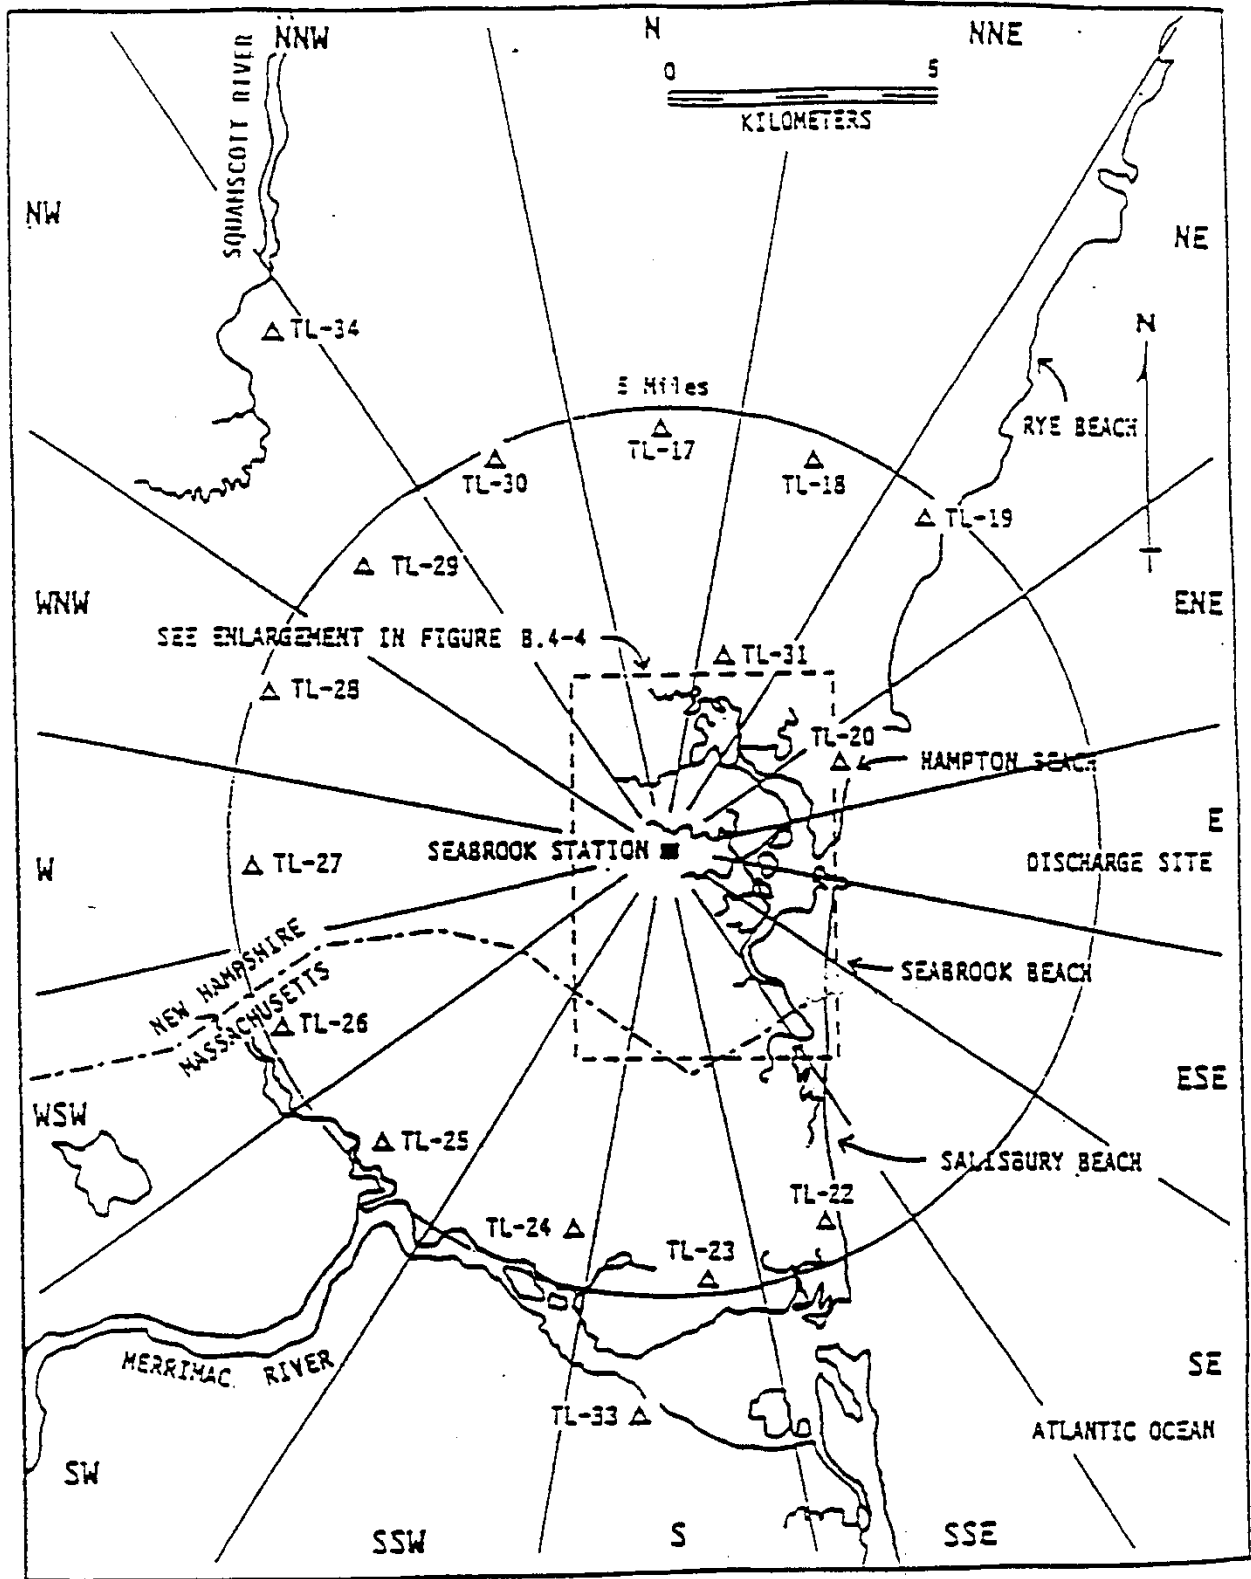 NNW
N
NNE
0 5
KILOMETERS
SQUAMSCOTT RIVER
NW
NE
N
TL-34
5 Miles
RYE BEACH
TL-17
TL-30
TL-18
TL-19
TL-29
WNW
ENE
SEE ENLARGEMENT IN FIGURE B.4-4
TL-31
TL-28
TL-20
HAMPTON BEACH
E
SEABROOK STATION
W
TL-27
DISCHARGE SITE
NEW HAMPSHIRE
MASSACHUSETTS
SEABROOK BEACH
TL-26
ESE
WSW
TL-25
SALISBURY BEACH
TL-22
TL-24
TL-23
MERRIMAC RIVER
SE
TL-33
ATLANTIC OCEAN
SW
SSW
S
SSE